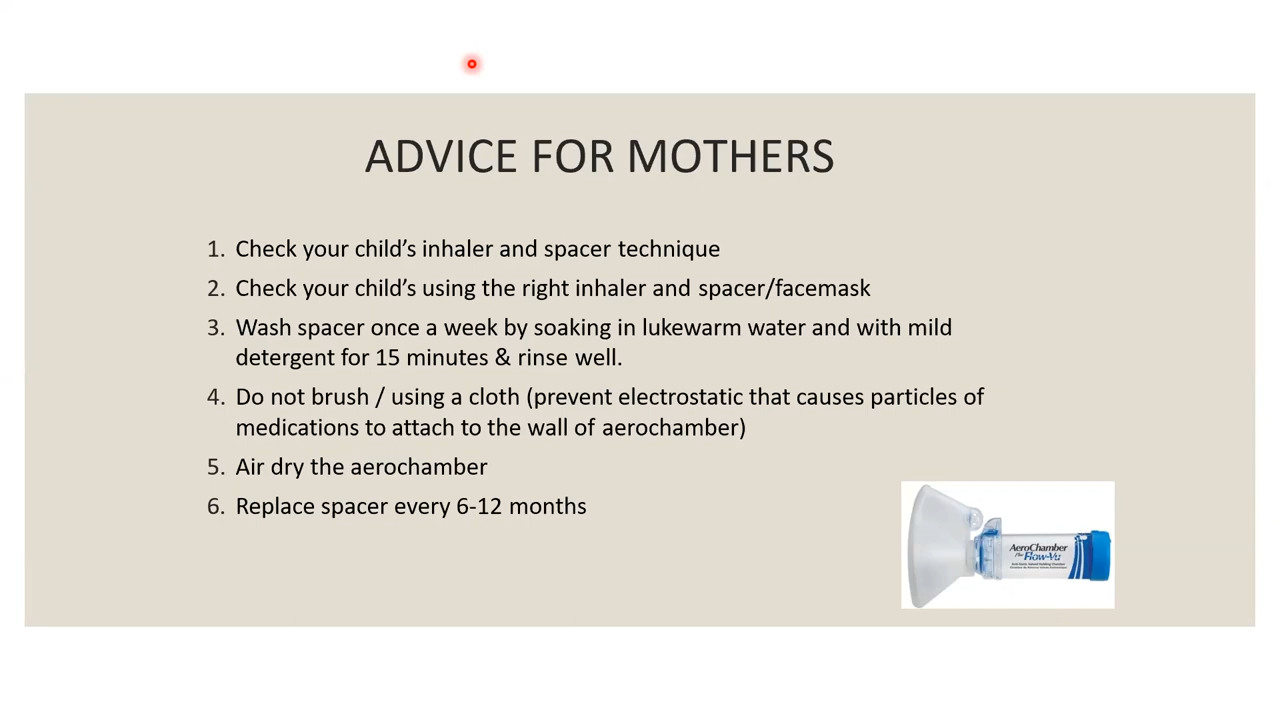 ADVICE FOR MOTHERS
1. Check your child’s inhaler and spacer technique
2. Check your child’s using the right inhaler and spacer/facemask
3. Wash spacer once a week by soaking in lukewarm water and with mild
detergent for 15 minutes & rinse well.
4. Do not brush / using a cloth (prevent electrostatic that causes particles of
medications to attach to the wall of aerochamber)
5. Air dry the aerochamber
6. Replace spacer every 6-12 months
AeroChamber
Plus Flow-Vu